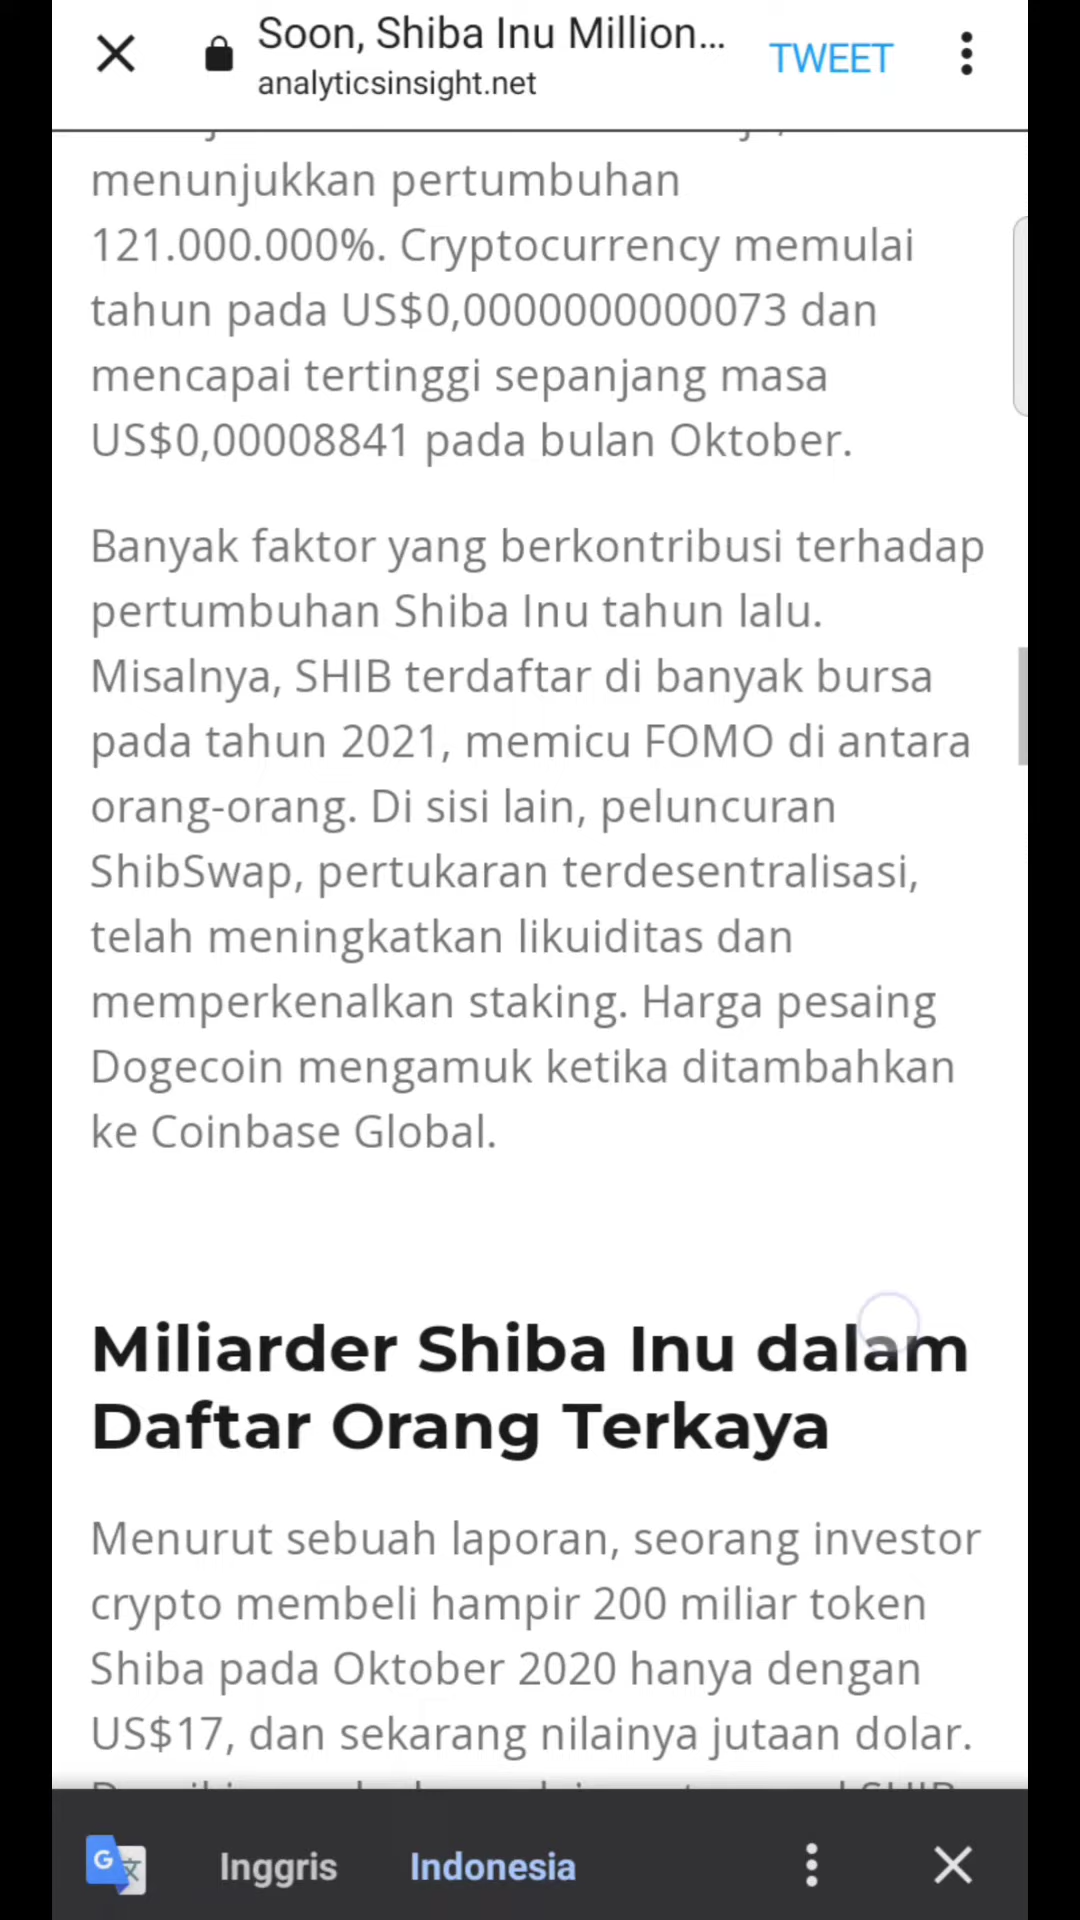 Soon, Shiba Inu Million...
analyticsinsight.net
TWEET
menunjukkan pertumbuhan
121.000.000%. Cryptocurrency memulai
tahun pada US$0,0000000000073 dan
mencapai tertinggi sepanjang masa
US$0,00008841 pada bulan Oktober.
Banyak faktor yang berkontribusi terhadap
pertumbuhan Shiba Inu tahun lalu.
Misalnya, SHIB terdaftar di banyak bursa
pada tahun 2021, memicu FOMO di antara
orang-orang. Di sisi lain, peluncuran
ShibSwap, pertukaran terdesentralisasi,
telah meningkatkan likuiditas dan
memperkenalkan staking. Harga pesaing
Dogecoin mengamuk ketika ditambahkan
ke Coinbase Global.
Miliarder Shiba Inu dalam
Daftar Orang Terkaya
Menurut sebuah laporan, seorang investor
crypto membeli hampir 200 miliar token
Shiba pada Oktober 2020 hanya dengan
US$17, dan sekarang nilainya jutaan dolar.
Inggris
Indonesia